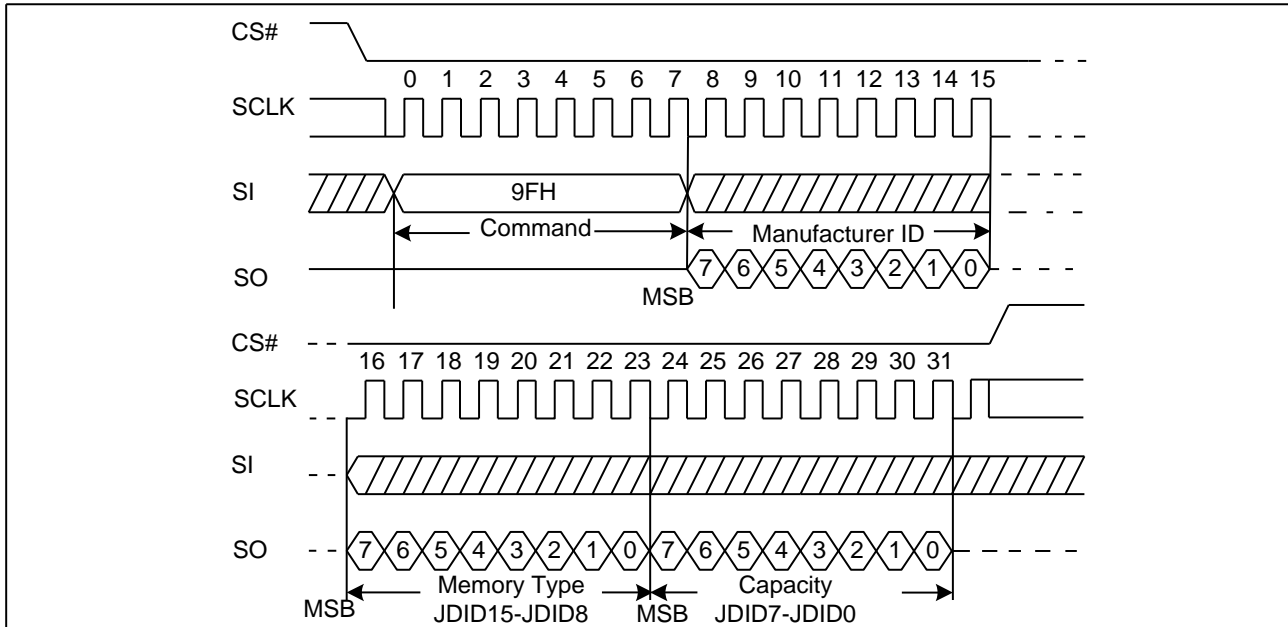 CS#
0 1 2 3 4 5 6 7 8 9 10 11 12 13 14 15
SCLK
SI 9FH
Command Manufacturer ID
SO 7 6 5 4 3 2 1 0
MSB
CS#
16 17 18 19 20 21 22 23 24 25 26 27 28 29 30 31
SCLK
SI
SO 7 6 5 4 3 2 1 0 7 6 5 4 3 2 1 0
Memory Type Capacity
MSB JDID15-JDID8 MSB JDID7-JDID0